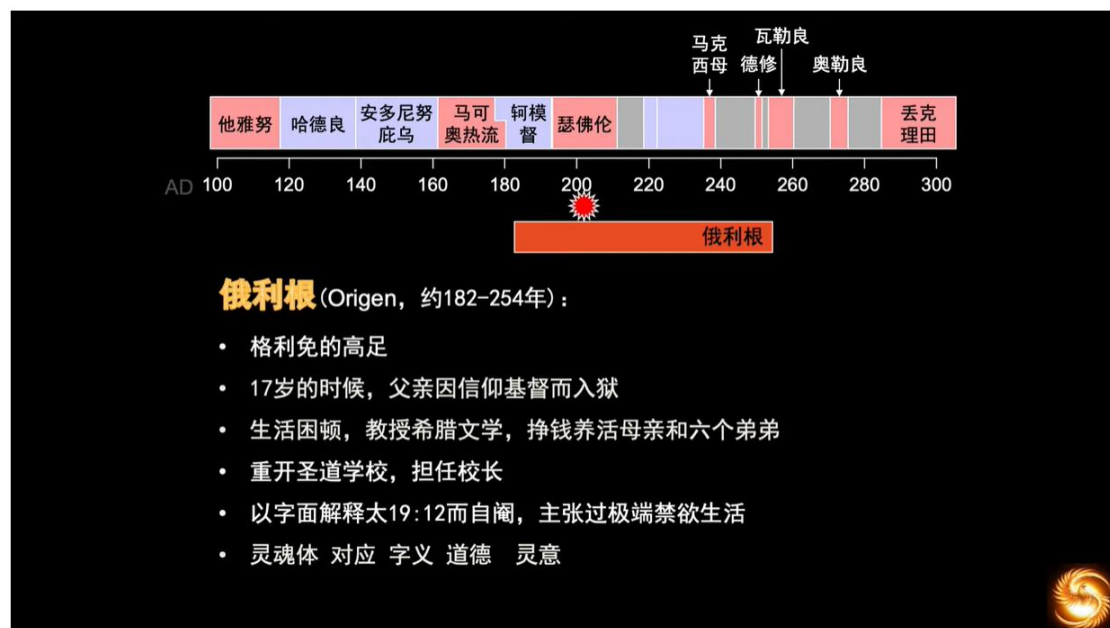 马克
西母
瓦勒良
德修
奥勒良
他雅努
哈德良
安多尼努
庇乌
马可
奥热流
轲模
督
瑟佛伦
丢克
理田
AD 100 120 140 160 180 200 220 240 260 280 300
俄利根
俄利根(Origen，约182-254年)：
• 格利免的高足
• 17岁的时候，父亲因信仰基督而入狱
• 生活困顿，教授希腊文学，挣钱养活母亲和六个弟弟
• 重开圣道学校，担任校长
• 以字面解释太19:12而自阉，主张过极端禁欲生活
• 灵魂体 对应 字义 道德 灵意